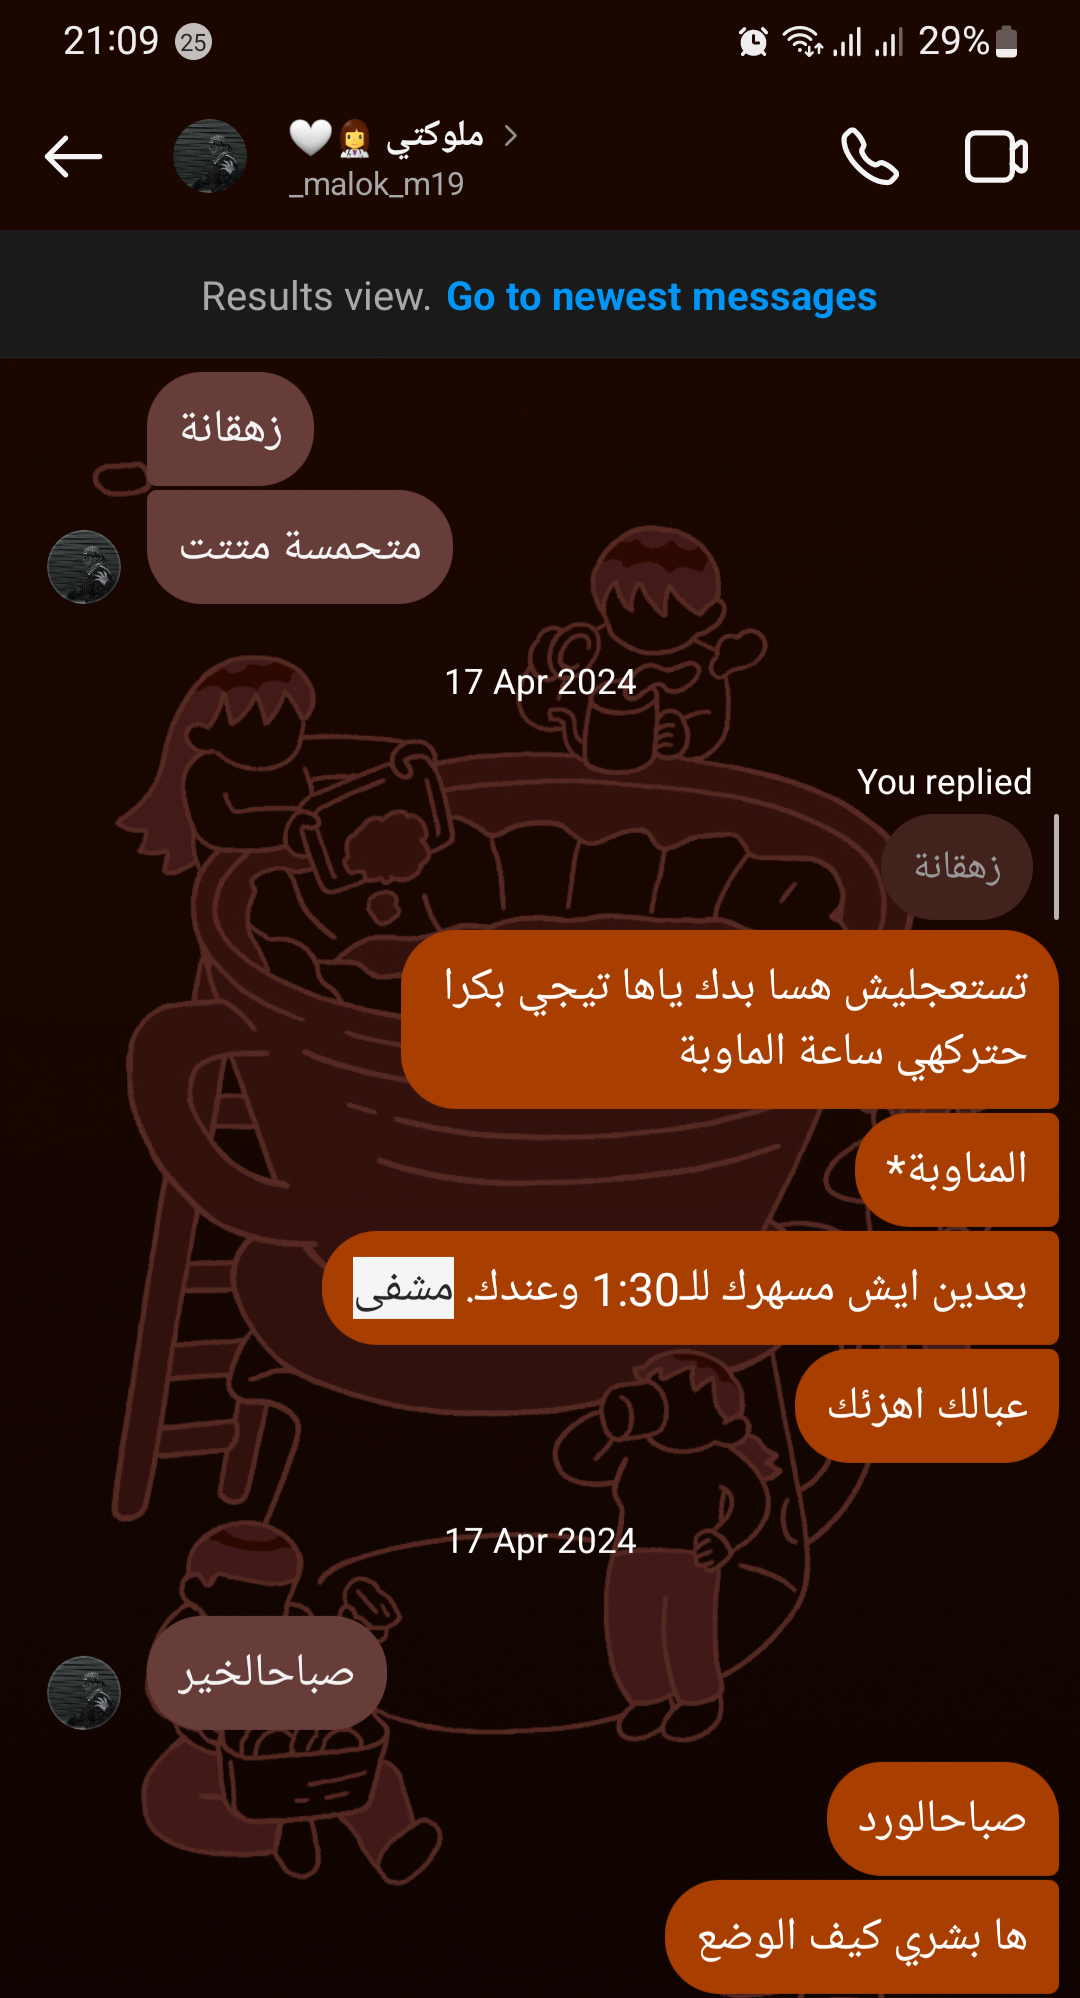 21:09 25 29%
ملوكتي 👩‍⚕️🤍
_malok_m19
Results view. Go to newest messages
زهقانة
متحمسة متتت
17 Apr 2024
You replied
زهقانة
تستعجليش هسا بدك ياها تيجي بكرا
حتركهي ساعة الماوبة
المناوبة*
بعدين ايش مسهرك للـ1:30 وعندك. مشفى
عبالك اهزئك
17 Apr 2024
صباحالخير
صباحالورد
ها بشري كيف الوضع